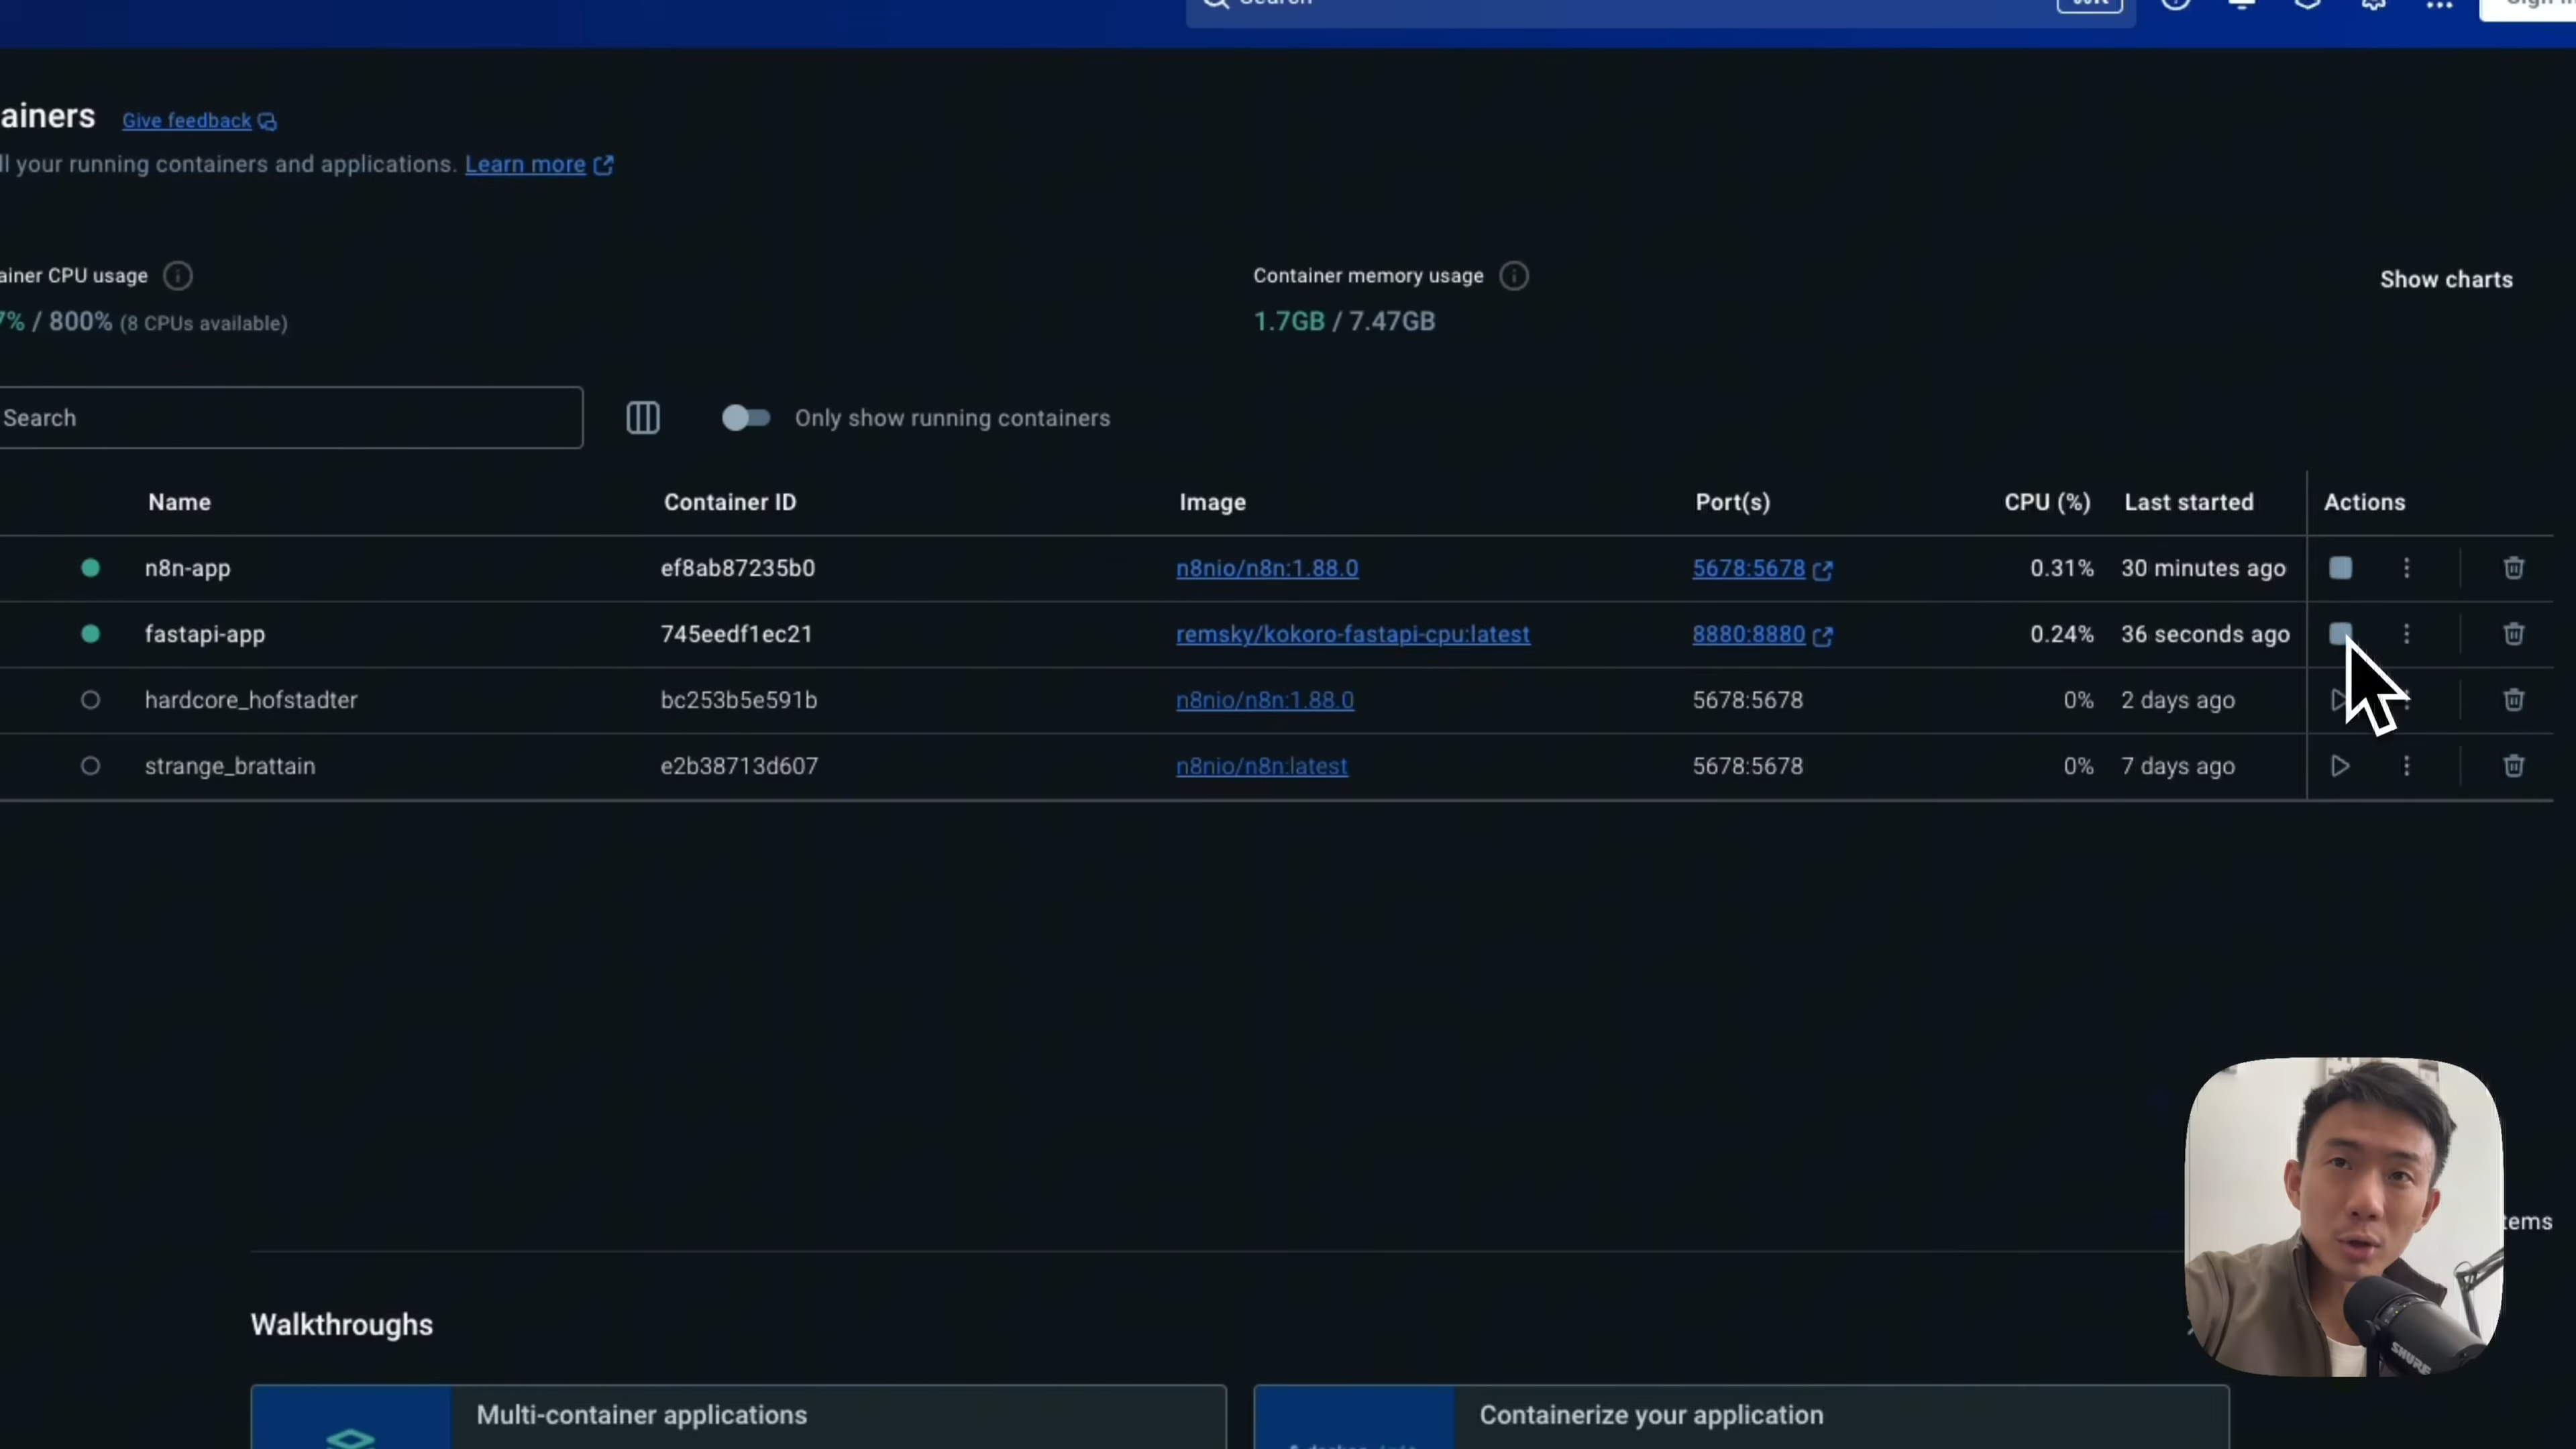 Search
ainers Give feedback
ll your running containers and applications. Learn more
ainer CPU usage
Container memory usage
Show charts
7% / 800% (8 CPUs available)
1.7GB / 7.47GB
Search
Only show running containers
Name Container ID Image Port(s) CPU (%) Last started Actions
n8n-app ef8ab87235b0 n8nio/n8n:1.88.0 5678:5678 0.31% 30 minutes ago
fastapi-app 745eedf1ec21 remsky/kokoro-fastapi-cpu:latest 8880:8880 0.24% 36 seconds ago
hardcore_hofstadter bc253b5e591b n8nio/n8n:1.88.0 5678:5678 0% 2 days ago
strange_brattain e2b38713d607 n8nio/n8n:latest 5678:5678 0% 7 days ago
tems
SHURE
Walkthroughs
Multi-container applications
Containerize your application